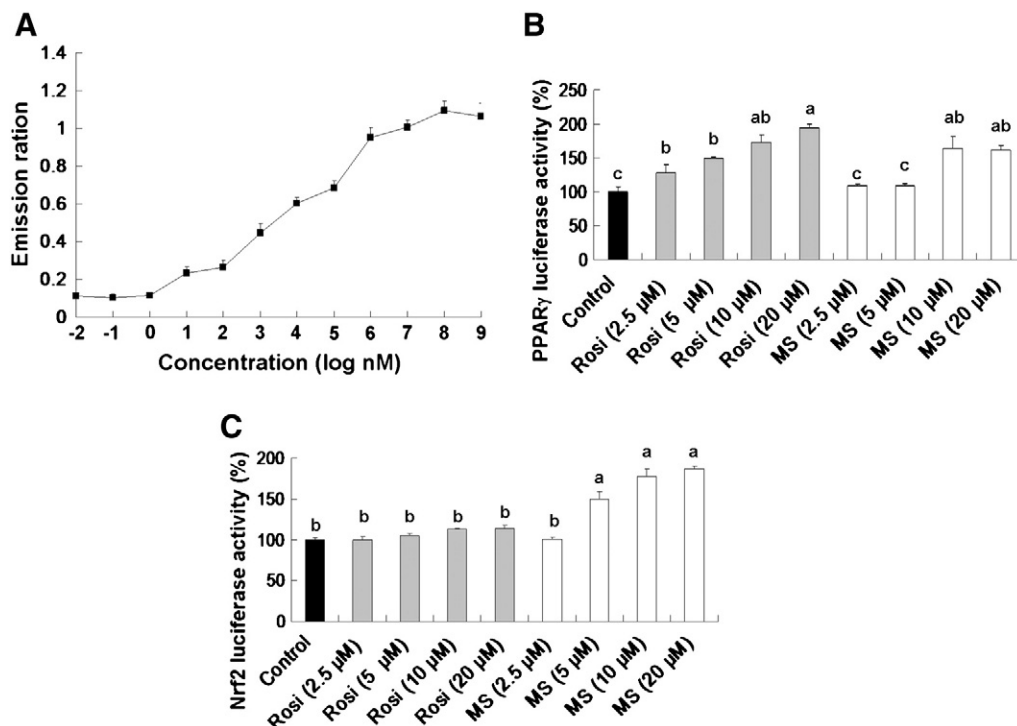 A
Emission ration
1.4
1.2
1
0.8
0.6
0.4
0.2
0
-2 -1 0 1 2 3 4 5 6 7 8 9
Concentration (log nM)
B
PPARγ luciferase activity (%)
250
200
150
100
50
0
c b b ab a c c ab ab
Control
Rosi (2.5 µM)
Rosi (5 µM)
Rosi (10 µM)
Rosi (20 µM)
MS (2.5 µM)
MS (5 µM)
MS (10 µM)
MS (20 µM)
C
Nrf2 luciferase activity (%)
200
150
100
50
0
b b b b b b a a a
Control
Rosi (2.5 µM)
Rosi (5 µM)
Rosi (10 µM)
Rosi (20 µM)
MS (2.5 µM)
MS (5 µM)
MS (10 µM)
MS (20 µM)